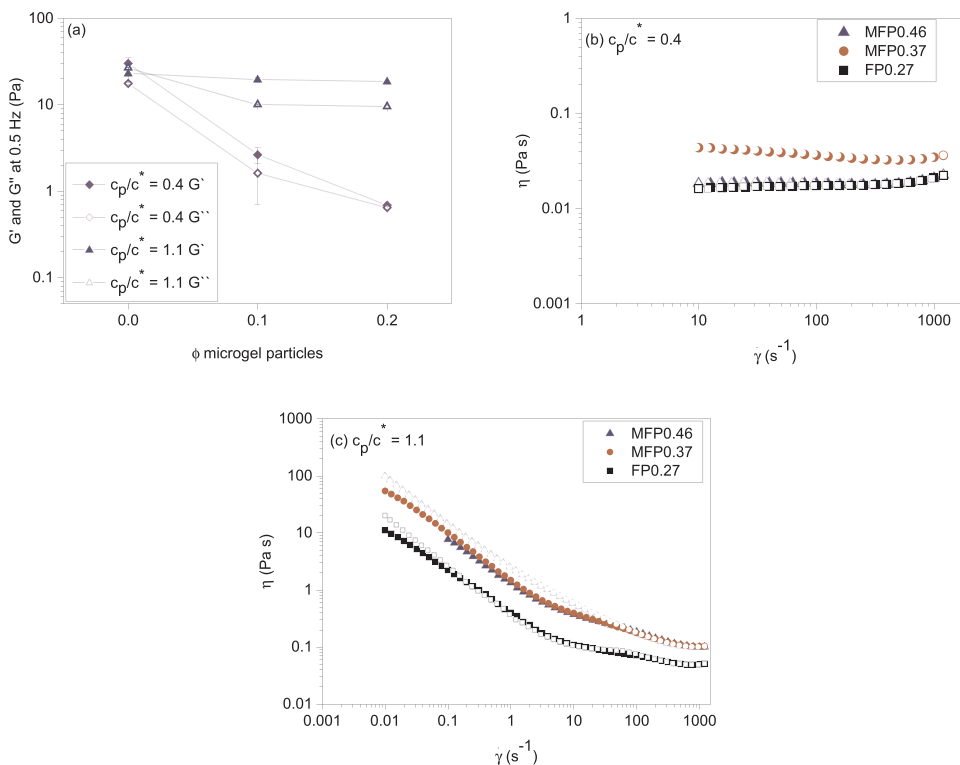 (a)
100
10
1
0.1
G' and G'' at 0.5 Hz (Pa)
c_p/c* = 0.4 G`
c_p/c* = 0.4 G``
c_p/c* = 1.1 G`
c_p/c* = 1.1 G``
0.0 0.1 0.2
ϕ microgel particles
(b) c_p/c* = 0.4
MFP0.46
MFP0.37
FP0.27
1
0.1
0.01
0.001
η (Pa s)
1 10 100 1000
γ̇ (s⁻¹)
(c) c_p/c* = 1.1
MFP0.46
MFP0.37
FP0.27
1000
100
10
1
0.1
0.01
η (Pa s)
0.001 0.01 0.1 1 10 100 1000
γ̇ (s⁻¹)